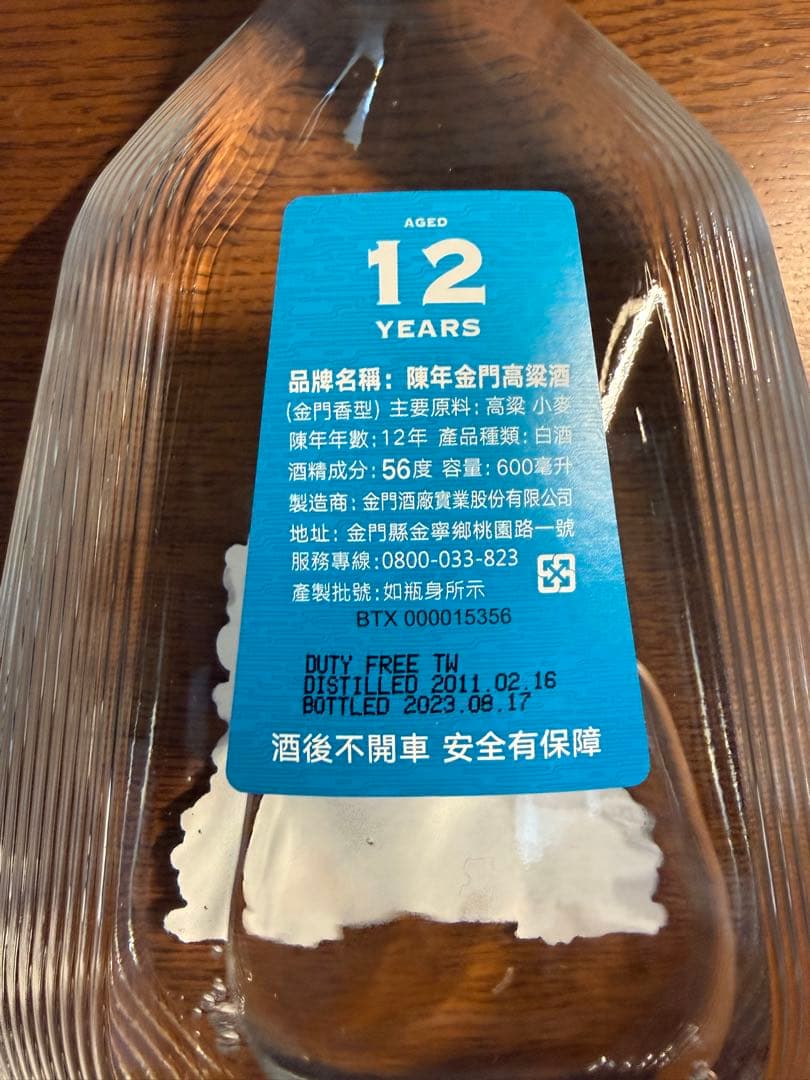 AGED
12
YEARS
品牌名稱：陳年金門高粱酒
(金門香型) 主要原料：高粱 小麥
陳年年數：12年 產品種類：白酒
酒精成分：56度 容量：600毫升
製造商：金門酒廠實業股份有限公司
地址：金門縣金寧鄉桃園路一號
服務專線：0800-033-823
產製批號：如瓶身所示
BTX 000015356
DUTY FREE TW
DISTILLED 2011.02.16
BOTTLED 2023.08.17
酒後不開車 安全有保障